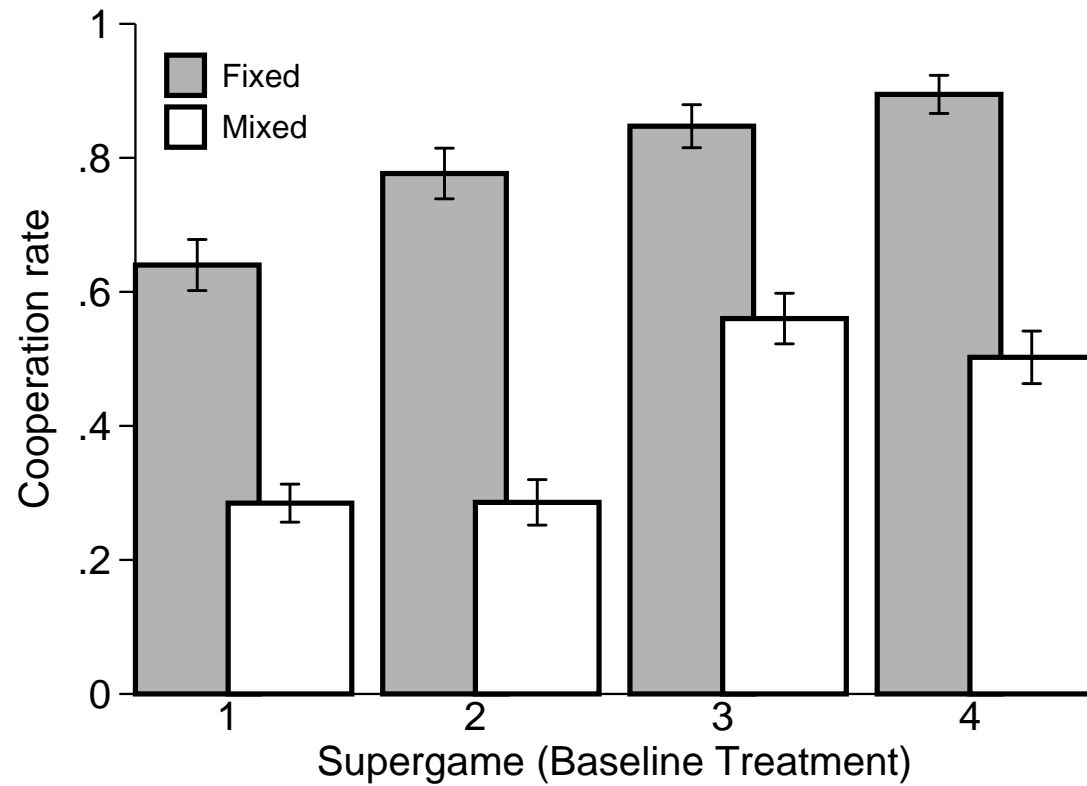 1
.8
.6
.4
.2
0
Cooperation rate
Fixed
Mixed
1 2 3 4
Supergame (Baseline Treatment)